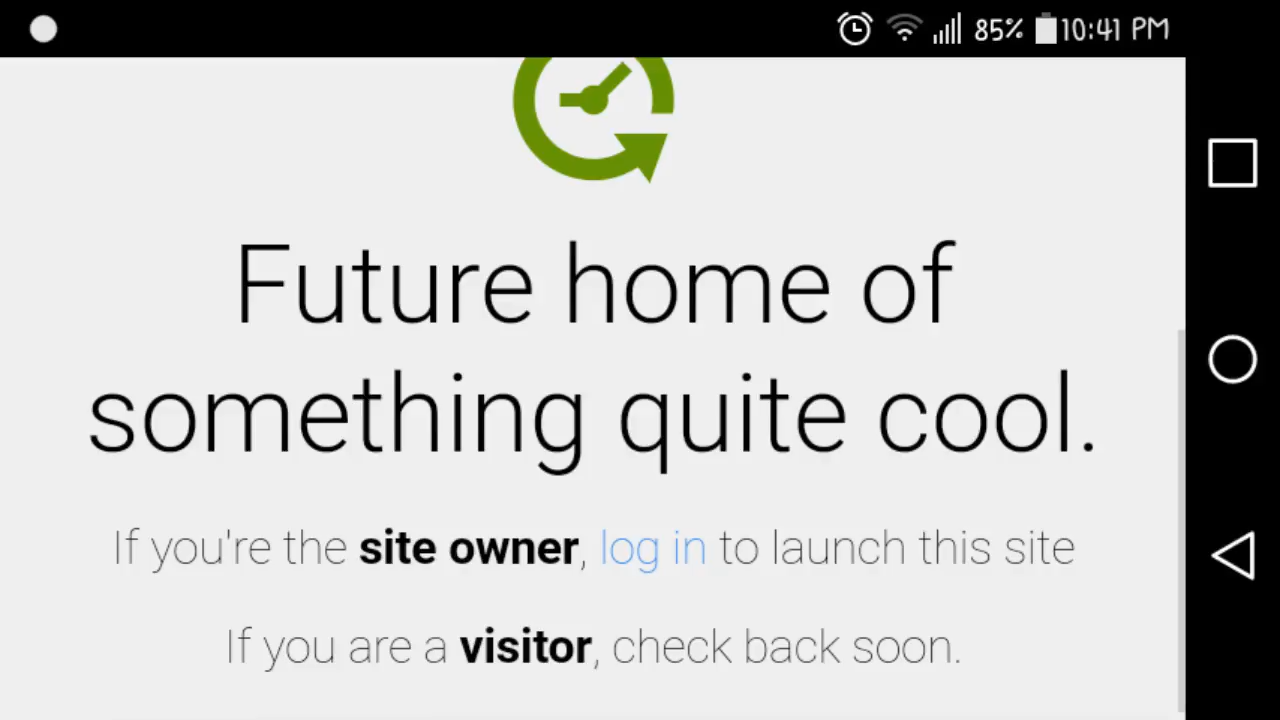 85% 10:41 PM
Future home of
something quite cool.
If you're the site owner, log in to launch this site
If you are a visitor, check back soon.